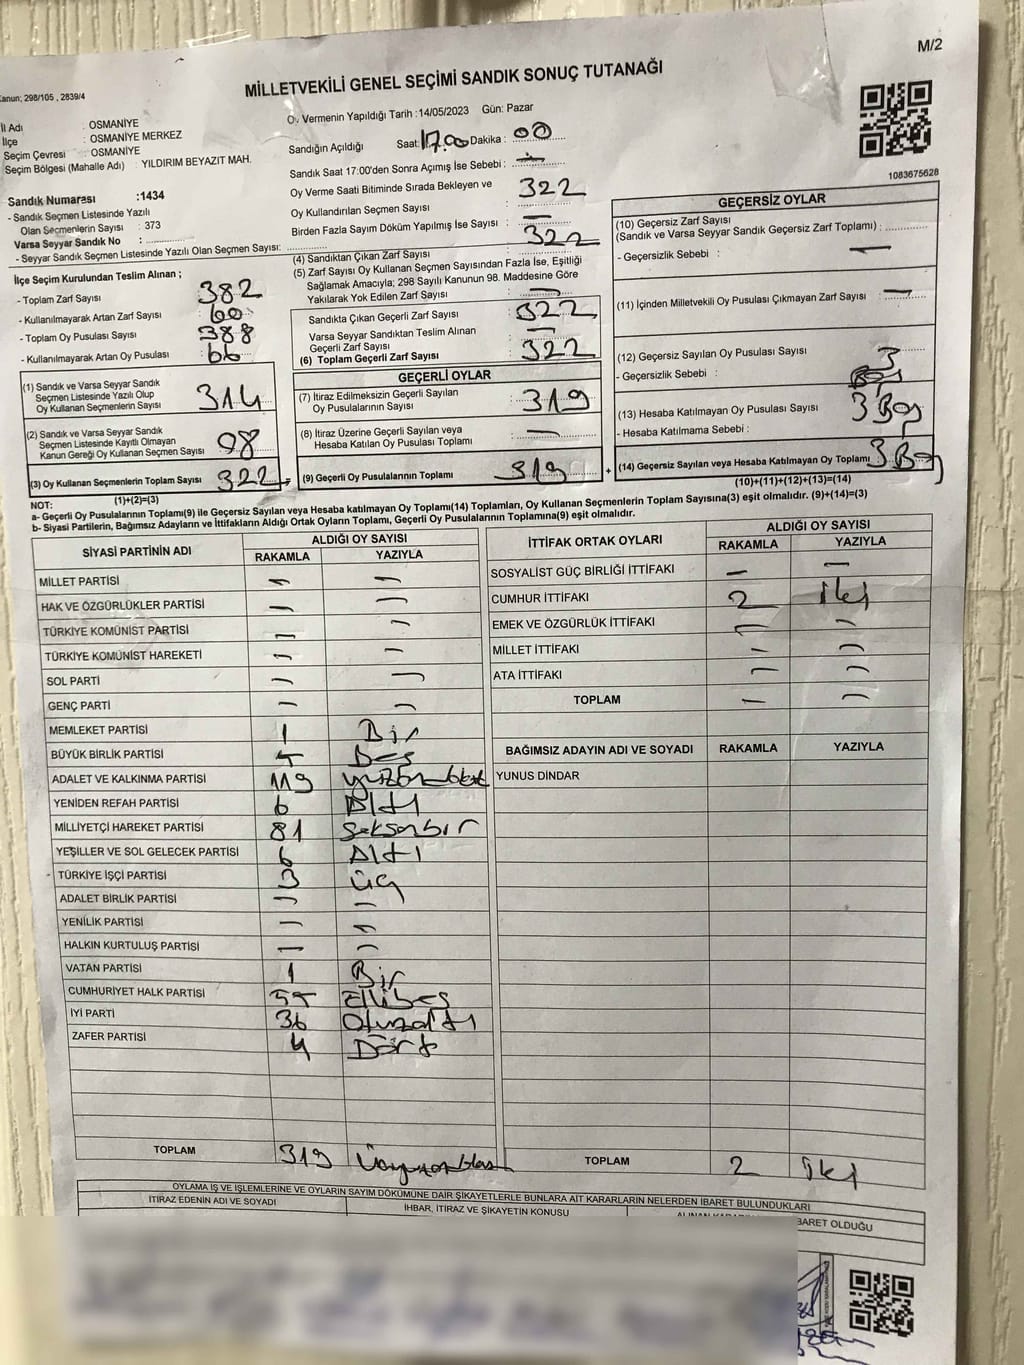 M/2
MİLLETVEKİLİ GENEL SEÇİMİ SANDIK SONUÇ TUTANAĞI
Kanun; 298/105 , 2839/4
İl Adı : OSMANİYE
İlçe : OSMANİYE MERKEZ
Seçim Çevresi : OSMANİYE
Seçim Bölgesi (Mahalle Adı) : YILDIRIM BEYAZIT MAH.
Sandık Numarası :1434
- Sandık Seçmen Listesinde Yazılı
Olan Seçmenlerin Sayısı : 373
Varsa Seyyar Sandık No :
- Seyyar Sandık Seçmen Listesinde Yazılı Olan Seçmen Sayısı:
Oy Vermenin Yapıldığı Tarih : 14/05/2023 Gün: Pazar
Sandığın Açıldığı Saat: 17.00 Dakika : 00
Sandık Saat 17:00'den Sonra Açılmış İse Sebebi : —
Oy Verme Saati Bitiminde Sırada Bekleyen ve
Oy Kullandırılan Seçmen Sayısı : 322
Birden Fazla Sayım Döküm Yapılmış İse Sayısı : —
(4) Sandıktan Çıkan Zarf Sayısı : 322
(5) Zarf Sayısı Oy Kullanan Seçmen Sayısından Fazla İse, Eşitliği
Sağlamak Amacıyla; 298 Sayılı Kanunun 98. Maddesine Göre
Yakılarak Yok Edilen Zarf Sayısı : —
Sandıkta Çıkan Geçerli Zarf Sayısı : 322
Varsa Seyyar Sandıktan Teslim Alınan
Geçerli Zarf Sayısı : —
(6) Toplam Geçerli Zarf Sayısı : 322
1083675628
GEÇERSİZ OYLAR
(10) Geçersiz Zarf Sayısı
(Sandık ve Varsa Seyyar Sandık Geçersiz Zarf Toplamı) :
- Geçersizlik Sebebi : —
(11) İçinden Milletvekili Oy Pusulası Çıkmayan Zarf Sayısı : —
(12) Geçersiz Sayılan Oy Pusulası Sayısı : 3
- Geçersizlik Sebebi :
(13) Hesaba Katılmayan Oy Pusulası Sayısı : 3 Boş
- Hesaba Katılmama Sebebi :
(14) Geçersiz Sayılan veya Hesaba Katılmayan Oy Toplamı : 3 Boş
(10)+(11)+(12)+(13)=(14)
İlçe Seçim Kurulundan Teslim Alınan ;
- Toplam Zarf Sayısı : 382
- Kullanılmayarak Artan Zarf Sayısı : 60
- Toplam Oy Pusulası Sayısı : 388
- Kullanılmayarak Artan Oy Pusulası : 66
(1) Sandık ve Varsa Seyyar Sandık
Seçmen Listesinde Yazılı Olup
Oy Kullanan Seçmenlerin Sayısı : 314
(2) Sandık ve Varsa Seyyar Sandık
Seçmen Listesinde Kayıtlı Olmayan
Kanun Gereği Oy Kullanan Seçmen Sayısı : 08
(3) Oy Kullanan Seçmenlerin Toplam Sayısı : 322
(1)+(2)=(3)
GEÇERLİ OYLAR
(7) İtiraz Edilmeksizin Geçerli Sayılan
Oy Pusulalarının Sayısı : 319
(8) İtiraz Üzerine Geçerli Sayılan veya
Hesaba Katılan Oy Pusulası Toplamı : —
(9) Geçerli Oy Pusulalarının Toplamı : 319 +
NOT:
a- Geçerli Oy Pusulaları Toplamı(9) ile Geçersiz Sayılan veya Hesaba katılmayan Oy Toplamı(14) Toplamları, Oy Kullanan Seçmenlerin Toplam Sayısına(3) eşit olmalıdır. (9)+(14)=(3)
b- Siyasi Partilerin, Bağımsız Adayların ve İttifakların Aldığı Ortak Oyların Toplamı, Geçerli Oy Pusulalarının Toplamına(9) eşit olmalıdır.
SİYASİ PARTİNİN ADI ALDIĞI OY SAYISI
RAKAMLA YAZIYLA
MİLLET PARTİSİ — —
HAK VE ÖZGÜRLÜKLER PARTİSİ — —
TÜRKİYE KOMÜNİST PARTİSİ — —
TÜRKİYE KOMÜNİST HAREKETİ — —
SOL PARTİ — —
GENÇ PARTİ — —
MEMLEKET PARTİSİ 1 Bir
BÜYÜK BİRLİK PARTİSİ 5 Beş
ADALET VE KALKINMA PARTİSİ 119 yüzondokuz
YENİDEN REFAH PARTİSİ 6 Altı
MİLLİYETÇİ HAREKET PARTİSİ 81 Seksenbir
YEŞİLLER VE SOL GELECEK PARTİSİ 6 Altı
TÜRKİYE İŞÇİ PARTİSİ 3 üç
ADALET BİRLİK PARTİSİ — —
YENİLİK PARTİSİ — —
HALKIN KURTULUŞ PARTİSİ — —
VATAN PARTİSİ 1 Bir
CUMHURİYET HALK PARTİSİ 55 Ellibeş
İYİ PARTİ 36 Otuzaltı
ZAFER PARTİSİ 4 Dört
TOPLAM 319
İTTİFAK ORTAK OYLARI ALDIĞI OY SAYISI
RAKAMLA YAZIYLA
SOSYALİST GÜÇ BİRLİĞİ İTTİFAKI — —
CUMHUR İTTİFAKI 2 iki
EMEK VE ÖZGÜRLÜK İTTİFAKI — —
MİLLET İTTİFAKI — —
ATA İTTİFAKI — —
TOPLAM — —
BAĞIMSIZ ADAYIN ADI VE SOYADI RAKAMLA YAZIYLA
YUNUS DİNDAR
TOPLAM 2 iki
OYLAMA İŞ VE İŞLEMLERİNE VE OYLARIN SAYIM DÖKÜMÜNE DAİR ŞİKAYETLERLE BUNLARA AİT KARARLARIN NELERDEN İBARET BULUNDUKLARI
İTİRAZ EDENİN ADI VE SOYADI İHBAR, İTİRAZ VE ŞİKAYETİN KONUSU
BARET OLDUĞU